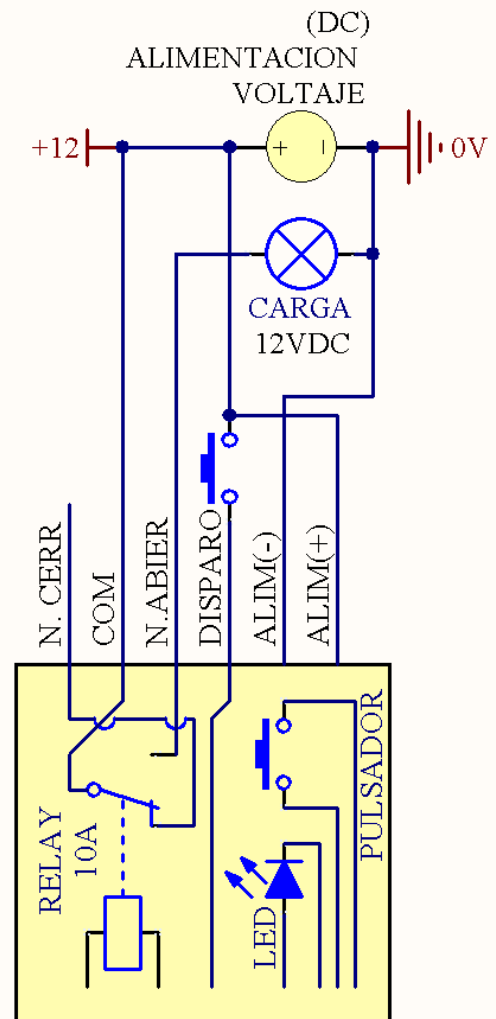 (DC)
ALIMENTACION
VOLTAJE
+12
+
-
0V
CARGA
12VDC
N. CERR
COM
N.ABIER
DISPARO
ALIM(-)
ALIM(+)
RELAY
10A
PULSADOR
LED